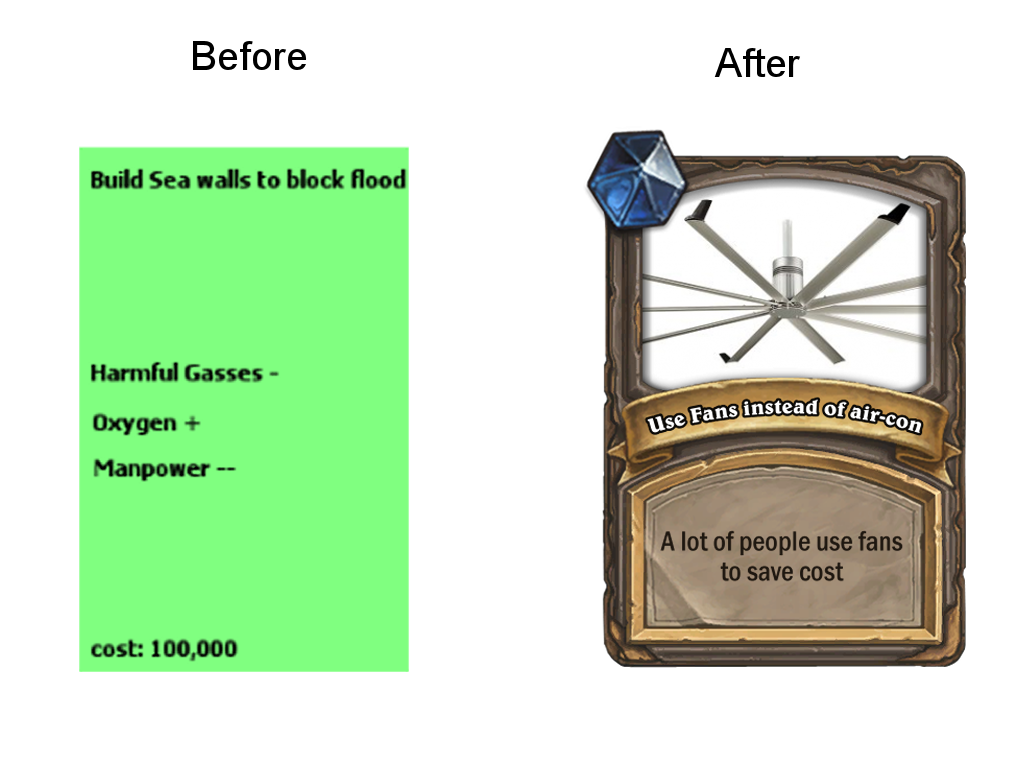 Before
After
Build Sea walls to block flood
Harmful Gasses -
Oxygen +
Manpower --
cost: 100,000
Use Fans instead of air-con
A lot of people use fans
to save cost